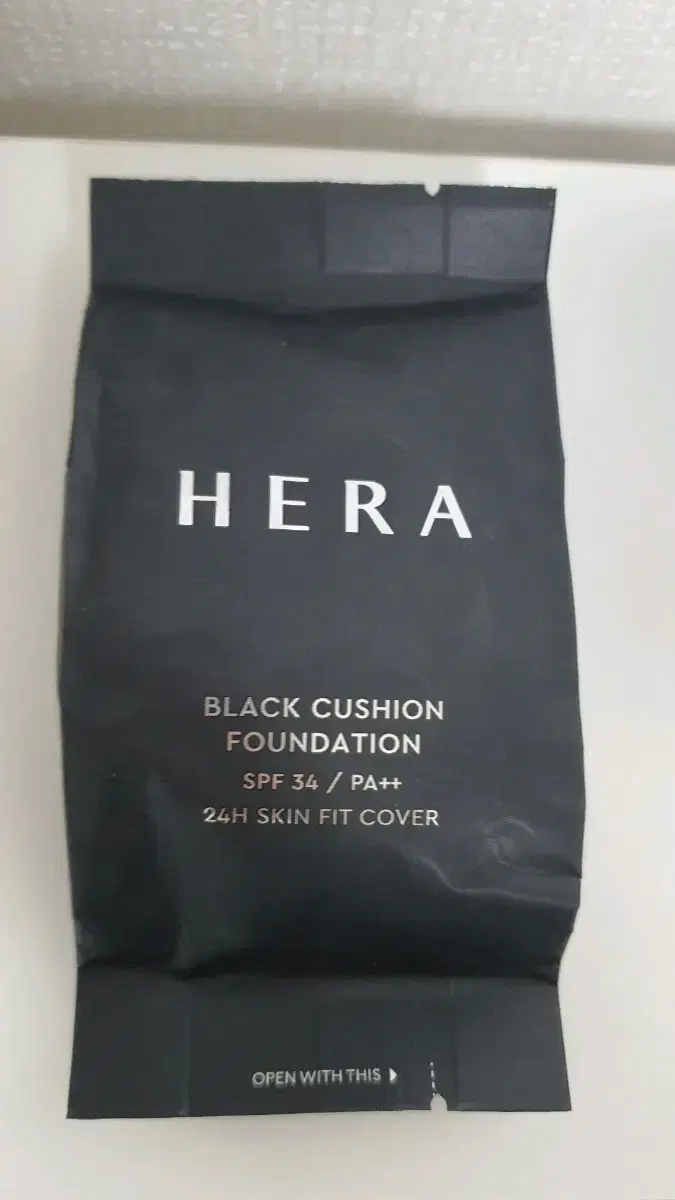 HERA
BLACK CUSHION
FOUNDATION
SPF 34 / PA++
24H SKIN FIT COVER
OPEN WITH THIS